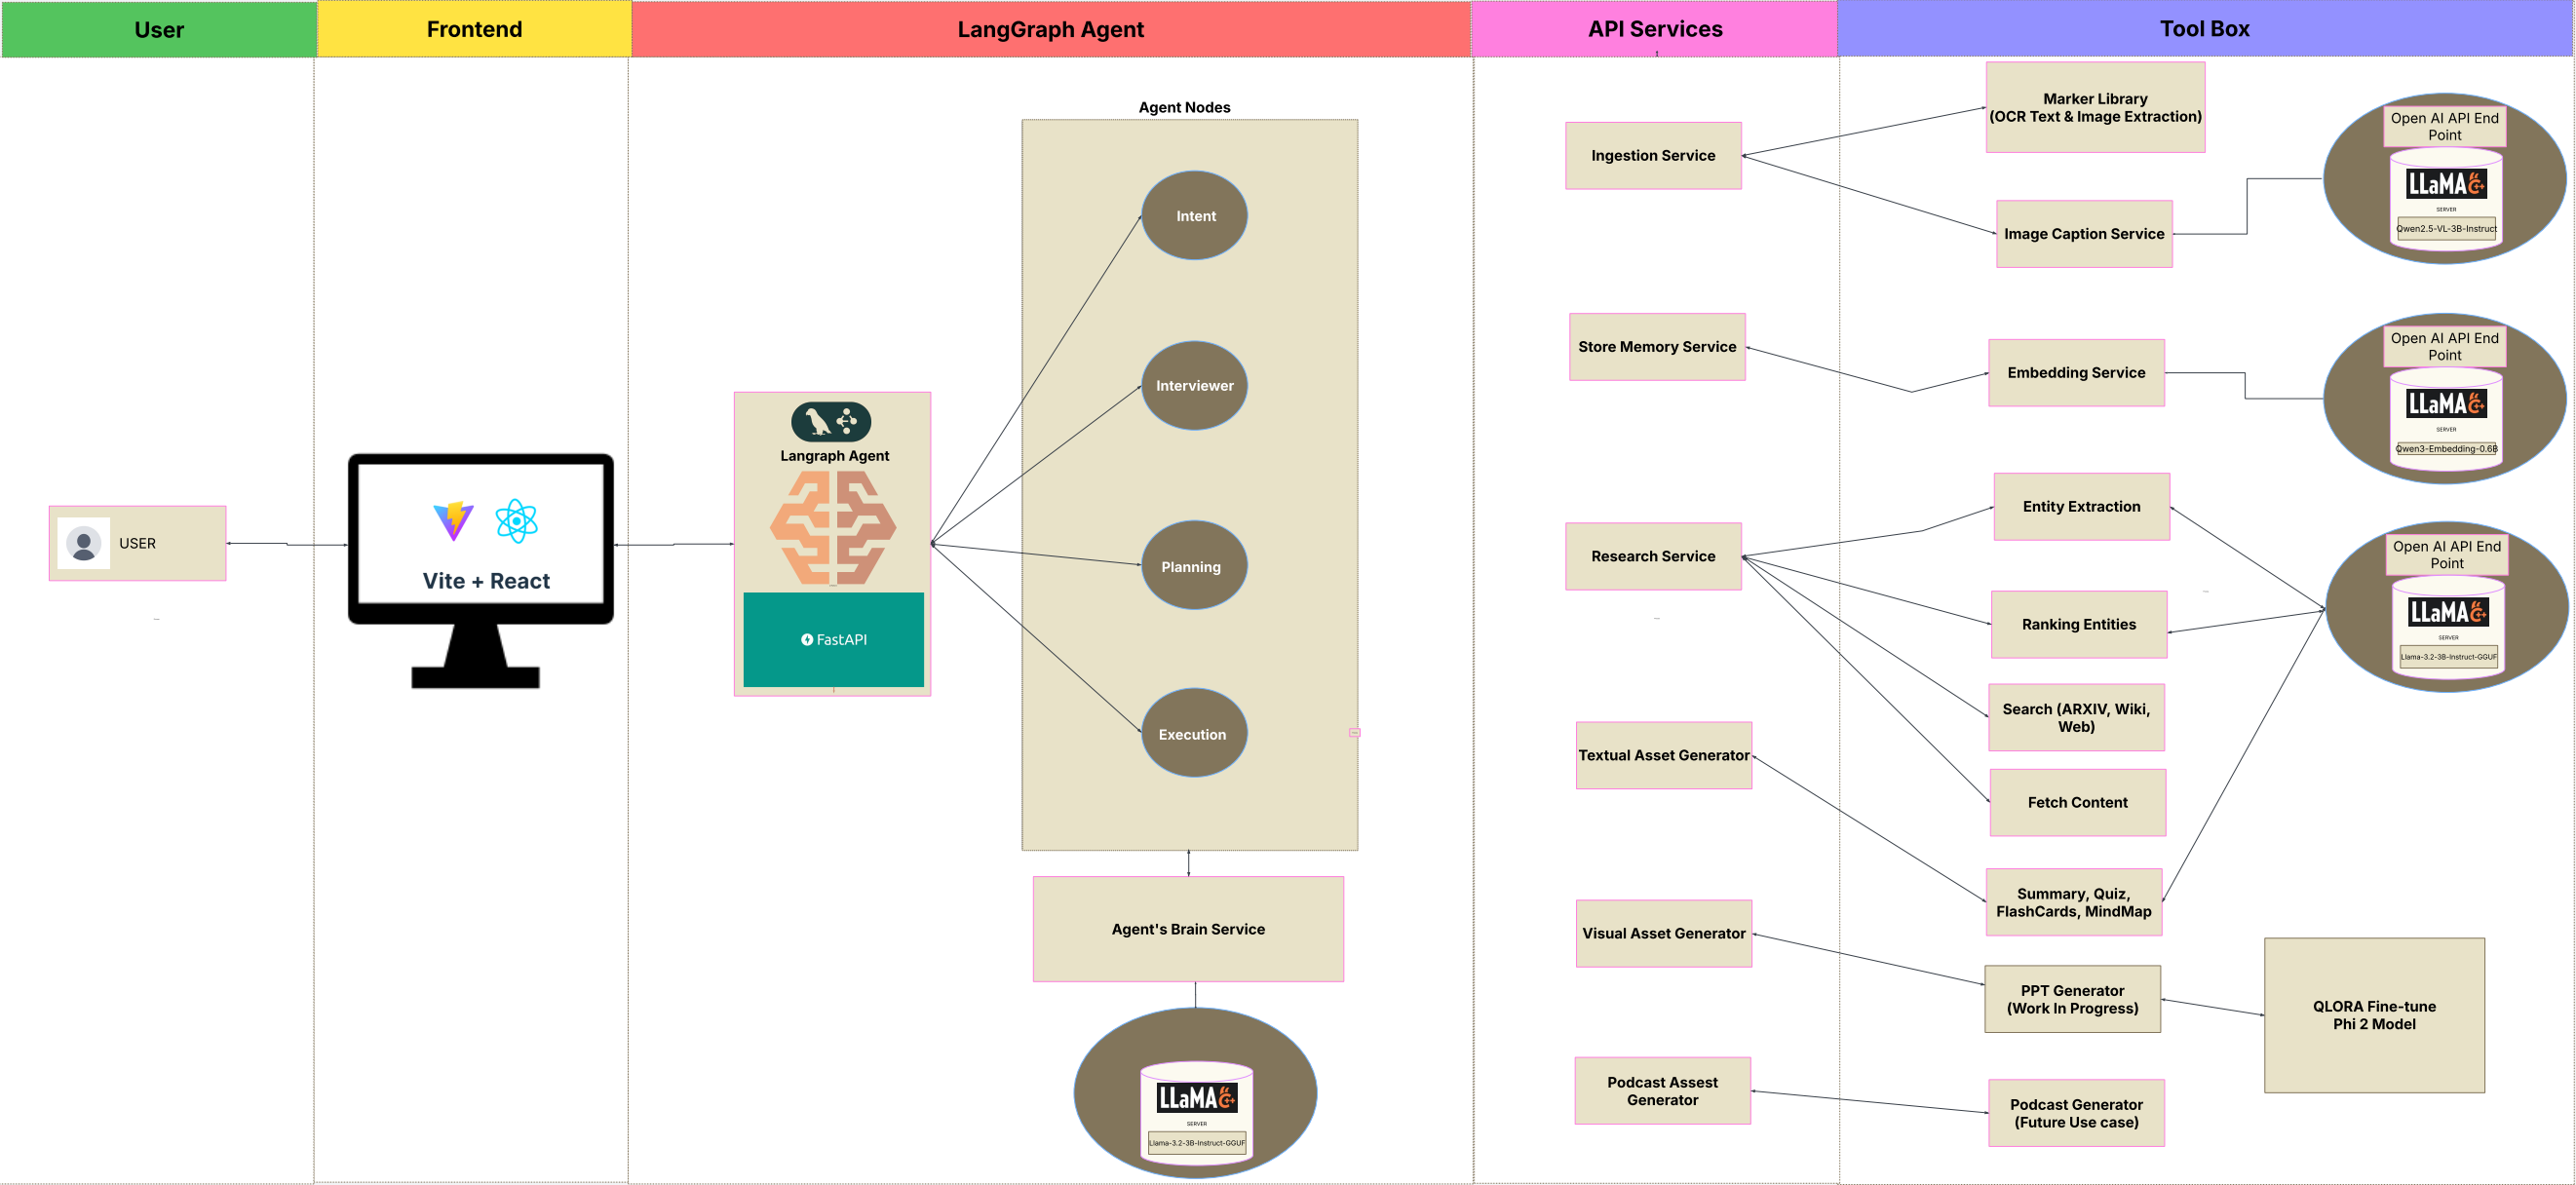 User
Frontend
LangGraph Agent
API Services
Tool Box
USER
Vite + React
Langraph Agent
FastAPI
Agent Nodes
Intent
Interviewer
Planning
Execution
Agent's Brain Service
LLaMA C++
SERVER
Llama-3.2-3B-Instruct-GGUF
Ingestion Service
Store Memory Service
Research Service
Textual Asset Generator
Visual Asset Generator
Podcast Assest
Generator
Marker Library
(OCR Text & Image Extraction)
Image Caption Service
Embedding Service
Entity Extraction
Ranking Entities
Search (ARXIV, Wiki,
Web)
Fetch Content
Summary, Quiz,
FlashCards, MindMap
PPT Generator
(Work In Progress)
Podcast Generator
(Future Use case)
Open AI API End
Point
LLaMA C++
SERVER
Qwen2.5-VL-3B-Instruct
Open AI API End
Point
LLaMA C++
SERVER
Qwen3-Embedding-0.6B
Open AI API End
Point
LLaMA C++
SERVER
Llama-3.2-3B-Instruct-GGUF
QLORA Fine-tune
Phi 2 Model